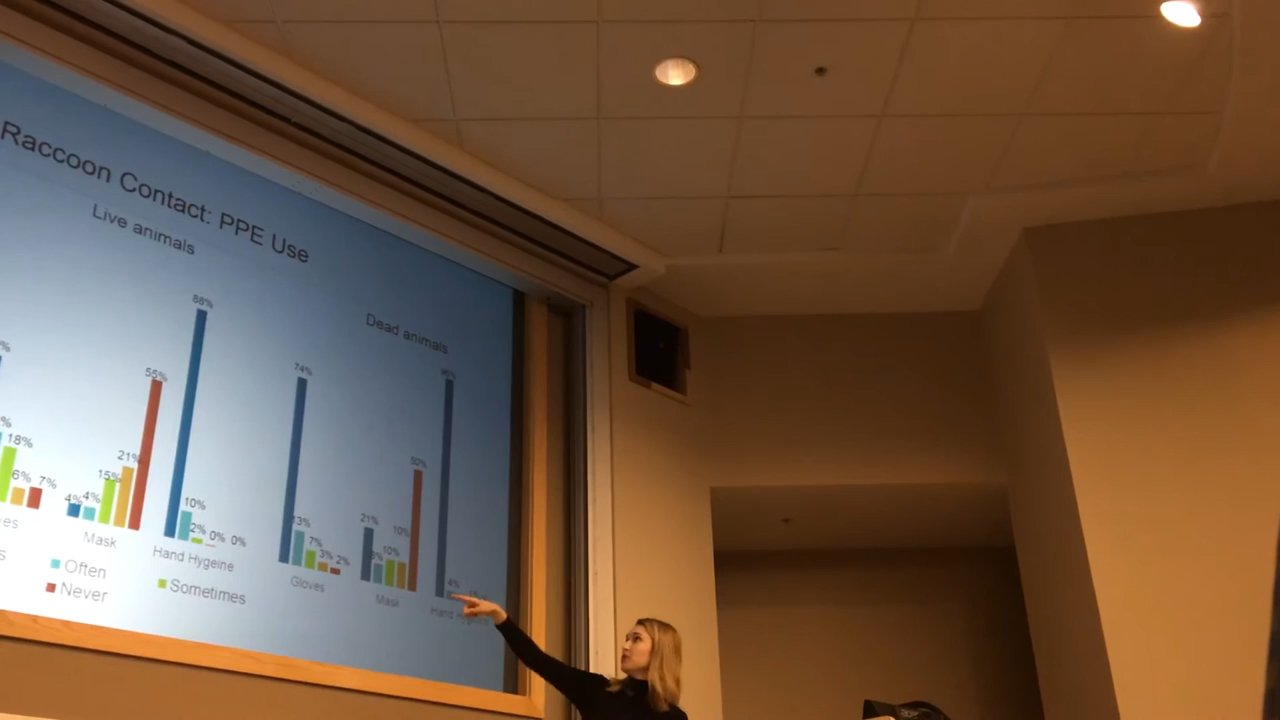 Raccoon Contact: PPE Use
Live animals
Dead animals
88%
55%
21%
15%
4%
4%
18%
6%
7%
10%
2%
0%
0%
74%
13%
7%
3%
2%
21%
10%
10%
50%
4%
Mask
Hand Hygeine
Gloves
Mask
Hand
Often
Sometimes
Never